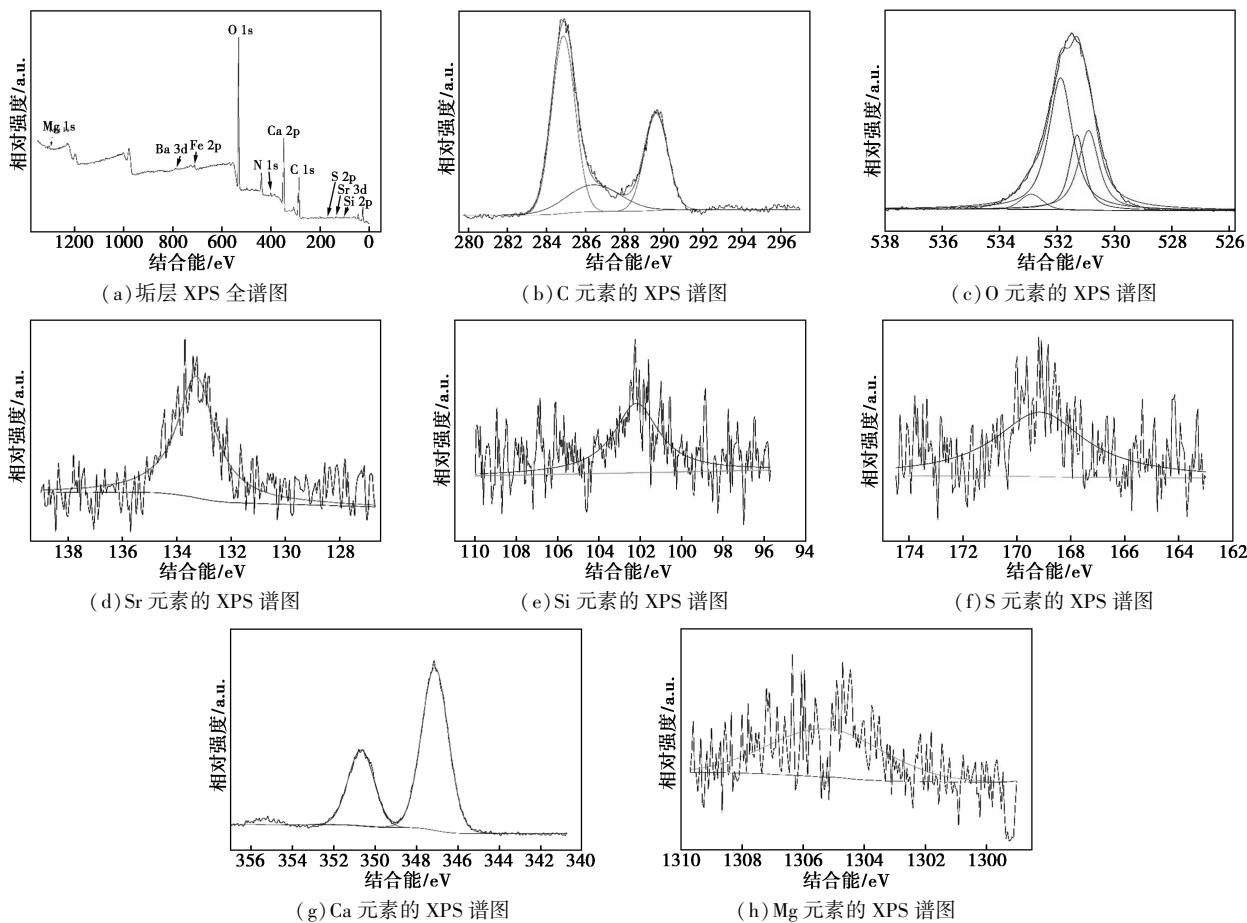 相对强度/a.u.
O 1s
Mg 1s
Ba 3d
Fe 2p
N 1s
Ca 2p
C 1s
S 2p
Sr 3d
Si 2p
1200 1000 800 600 400 200 0
结合能/eV
(a)垢层 XPS 全谱图
相对强度/a.u.
280 282 284 286 288 290 292 294 296
结合能/eV
(b)C 元素的 XPS 谱图
相对强度/a.u.
538 536 534 532 530 528 526
结合能/eV
(c)O 元素的 XPS 谱图
相对强度/a.u.
138 136 134 132 130 128
结合能/eV
(d)Sr 元素的 XPS 谱图
相对强度/a.u.
110 108 106 104 102 100 98 96 94
结合能/eV
(e)Si 元素的 XPS 谱图
相对强度/a.u.
174 172 170 168 166 164 162
结合能/eV
(f)S 元素的 XPS 谱图
相对强度/a.u.
356 354 352 350 348 346 344 342 340
结合能/eV
(g)Ca 元素的 XPS 谱图
相对强度/a.u.
1310 1308 1306 1304 1302 1300
结合能/eV
(h)Mg 元素的 XPS 谱图